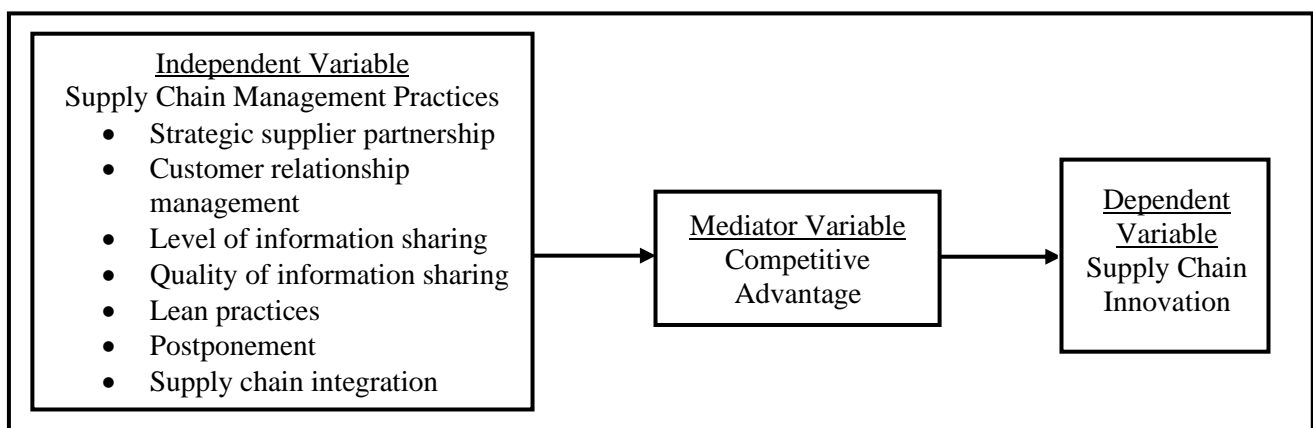 Independent Variable
Supply Chain Management Practices
• Strategic supplier partnership
• Customer relationship
management
• Level of information sharing
• Quality of information sharing
• Lean practices
• Postponement
• Supply chain integration
Mediator Variable
Competitive
Advantage
Dependent
Variable
Supply Chain
Innovation